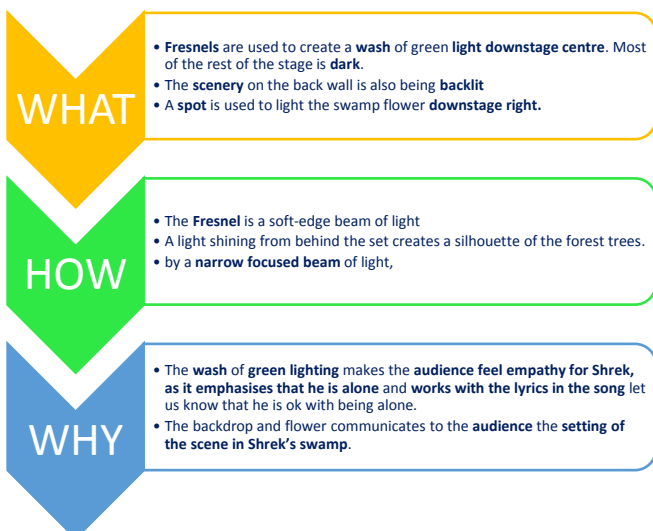 WHAT
• Fresnels are used to create a wash of green light downstage centre. Most
of the rest of the stage is dark.
• The scenery on the back wall is also being backlit
• A spot is used to light the swamp flower downstage right.
HOW
• The Fresnel is a soft-edge beam of light
• A light shining from behind the set creates a silhouette of the forest trees.
• by a narrow focused beam of light,
WHY
• The wash of green lighting makes the audience feel empathy for Shrek,
as it emphasises that he is alone and works with the lyrics in the song let
us know that he is ok with being alone.
• The backdrop and flower communicates to the audience the setting of
the scene in Shrek’s swamp.